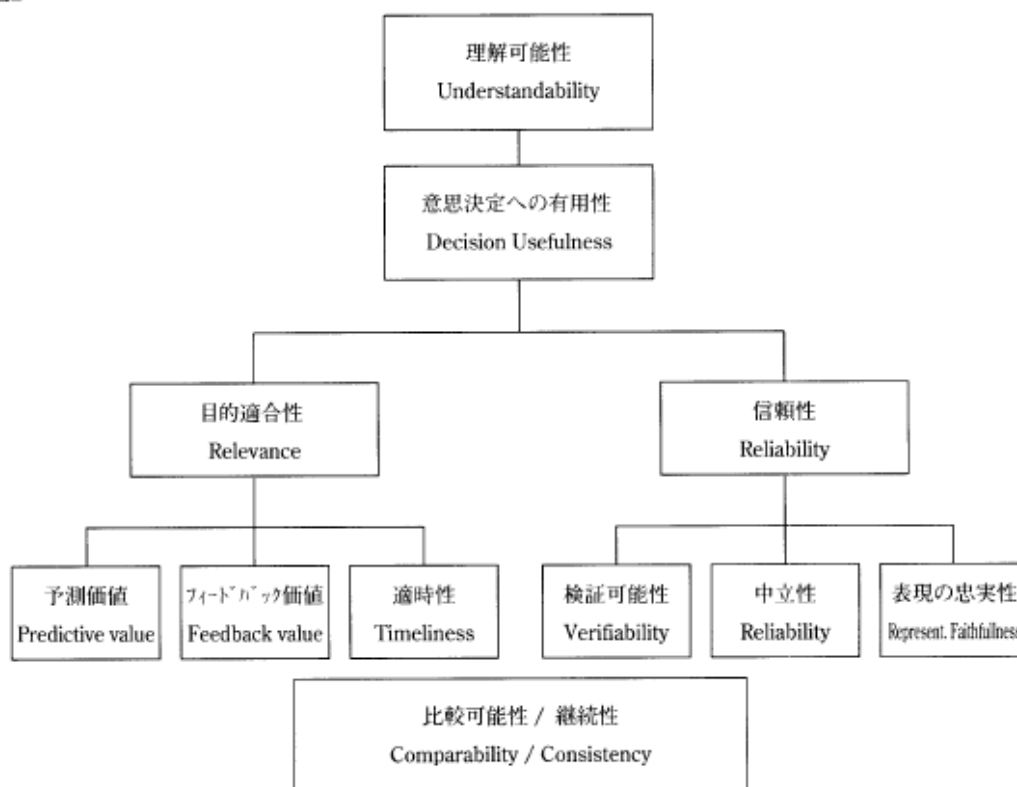 理解可能性
Understandability
意思決定への有用性
Decision Usefulness
目的適合性
Relevance
信頼性
Reliability
予測価値
Predictive value
フィードバック価値
Feedback value
適時性
Timeliness
検証可能性
Verifiability
中立性
Reliability
表現の忠実性
Represent. Faithfullness
比較可能性 / 継続性
Comparability / Consistency